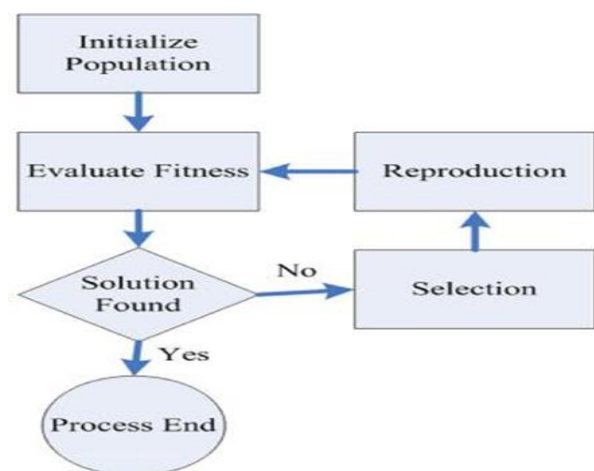 Initialize
Population
Evaluate Fitness
Reproduction
Solution
Found
No
Selection
Yes
Process End